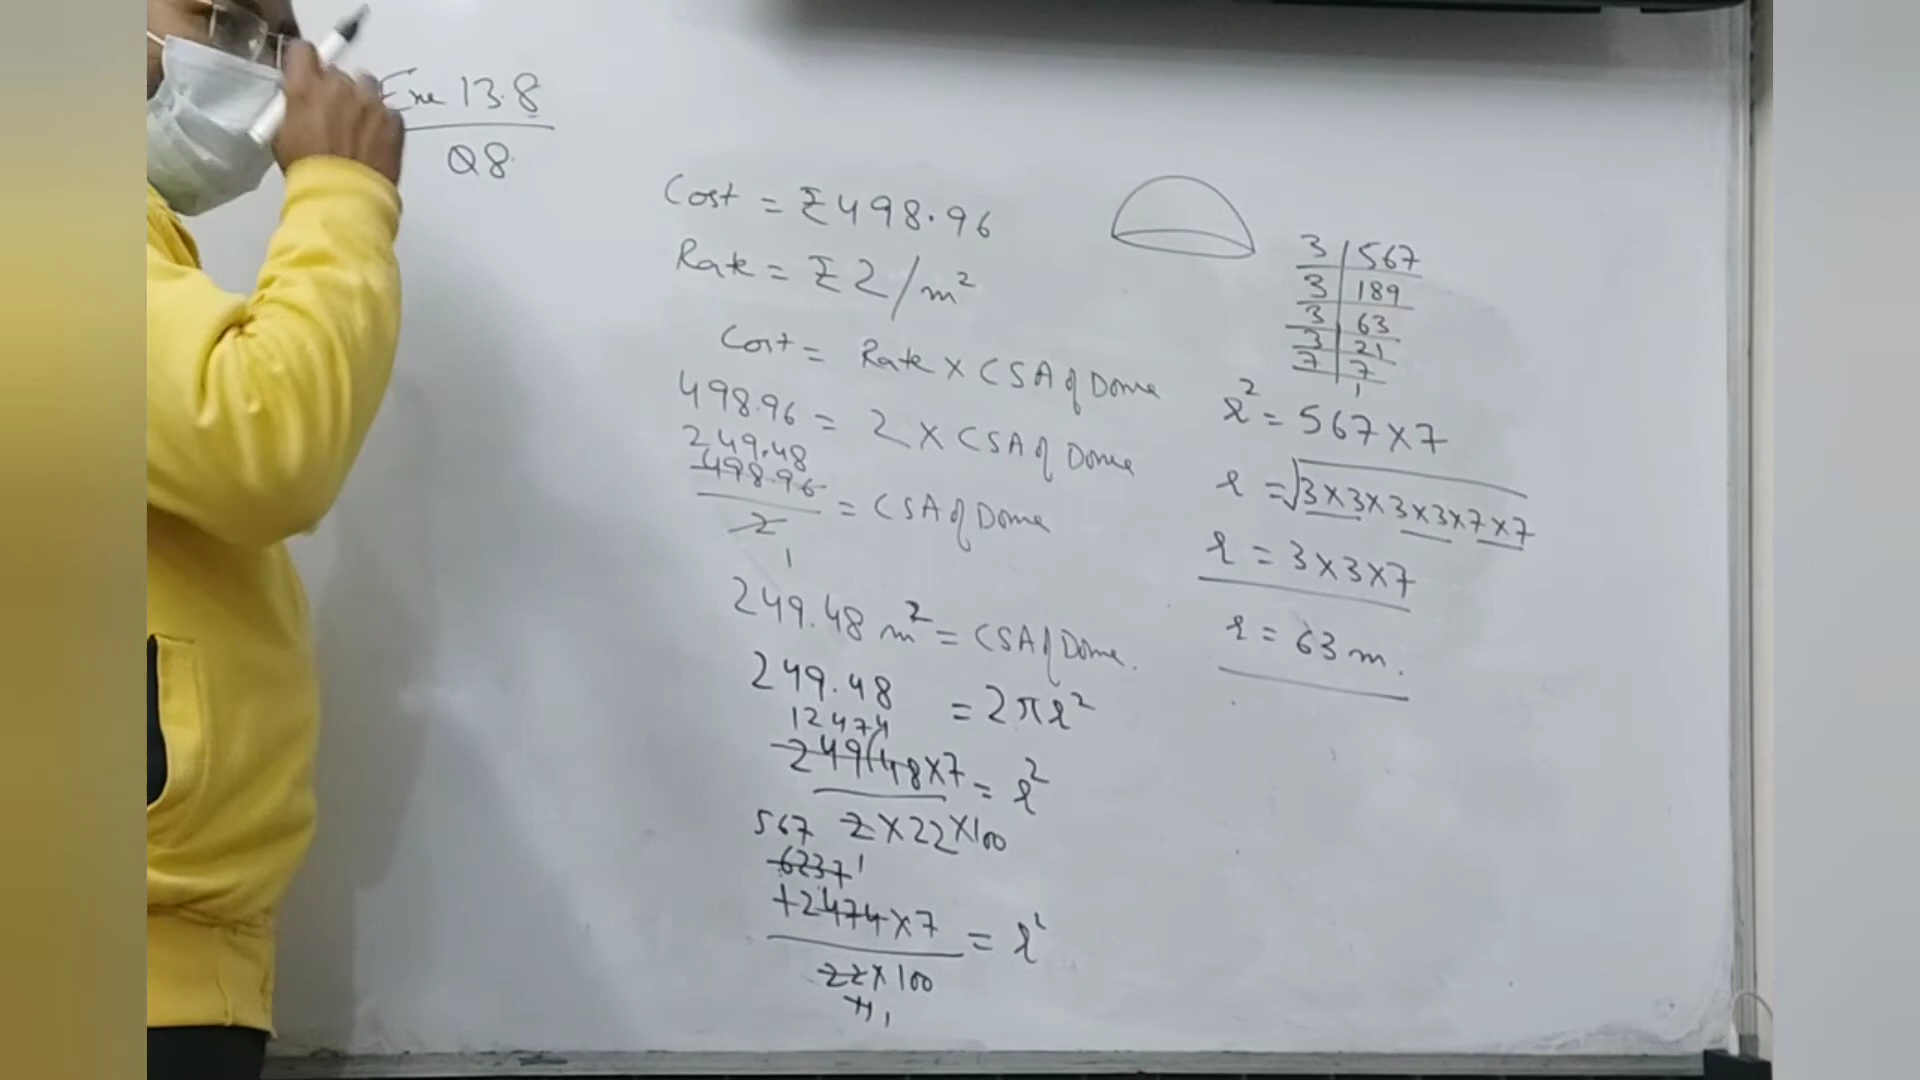 Exe 13.8
Q8.
Cost = ₹498.96
Rate = ₹2/m²
Cost = Rate × CSA of Dome
498.96 = 2 × CSA of Dome
249.48
498.96 / 2 = CSA of Dome
1
249.48 m² = CSA of Dome.
249.48 = 2πr²
12474
249/48×7 = r²
2×22×100
567
6237 1
12474×7 = r²
22×100
11 1
3 | 567
3 | 189
3 | 63
3 | 21
7 | 7
1
r² = 567×7
r = √3×3×3×3×7×7
r = 3×3×7
r = 63 m.